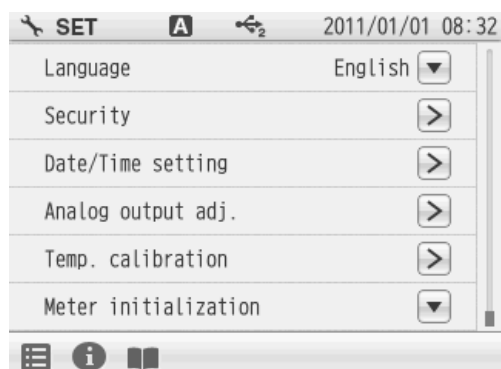 SET A 2 2011/01/01 08:32
Language English
Security
Date/Time setting
Analog output adj.
Temp. calibration
Meter initialization